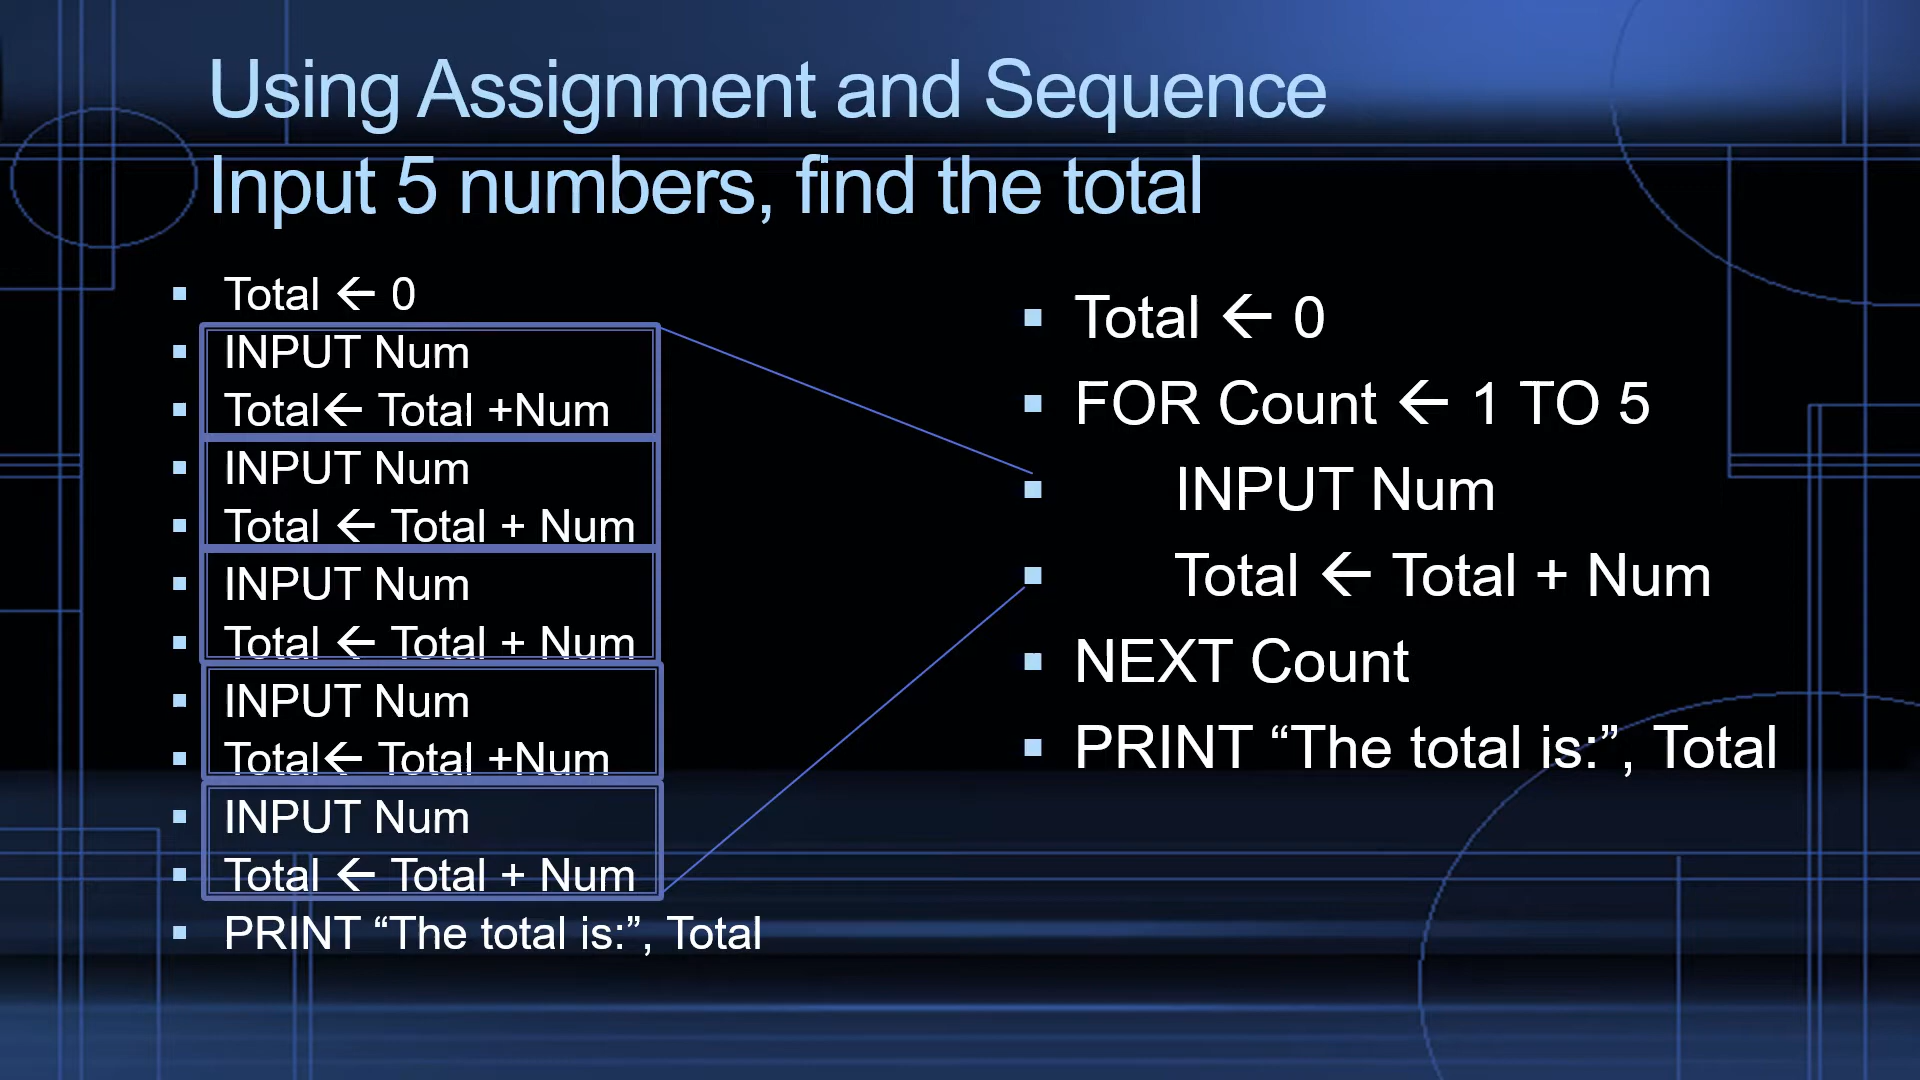 Using Assignment and Sequence
Input 5 numbers, find the total
Total ← 0
INPUT Num
Total← Total +Num
INPUT Num
Total ← Total + Num
INPUT Num
Total ← Total + Num
INPUT Num
Total← Total +Num
INPUT Num
Total ← Total + Num
PRINT “The total is:”, Total
Total ← 0
FOR Count ← 1 TO 5
INPUT Num
Total ← Total + Num
NEXT Count
PRINT “The total is:”, Total